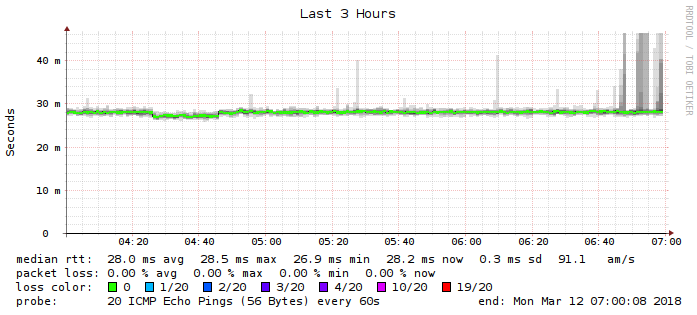 Last 3 Hours
RRDTOOL / TOBI OETIKER
Seconds
40 m
30 m
20 m
10 m
0
04:20 04:40 05:00 05:20 05:40 06:00 06:20 06:40 07:00
median rtt: 28.0 ms avg 28.5 ms max 26.9 ms min 28.2 ms now 0.3 ms sd 91.1 am/s
packet loss: 0.00 % avg 0.00 % max 0.00 % min 0.00 % now
loss color: 0 1/20 2/20 3/20 4/20 10/20 19/20
probe: 20 ICMP Echo Pings (56 Bytes) every 60s end: Mon Mar 12 07:00:08 2018